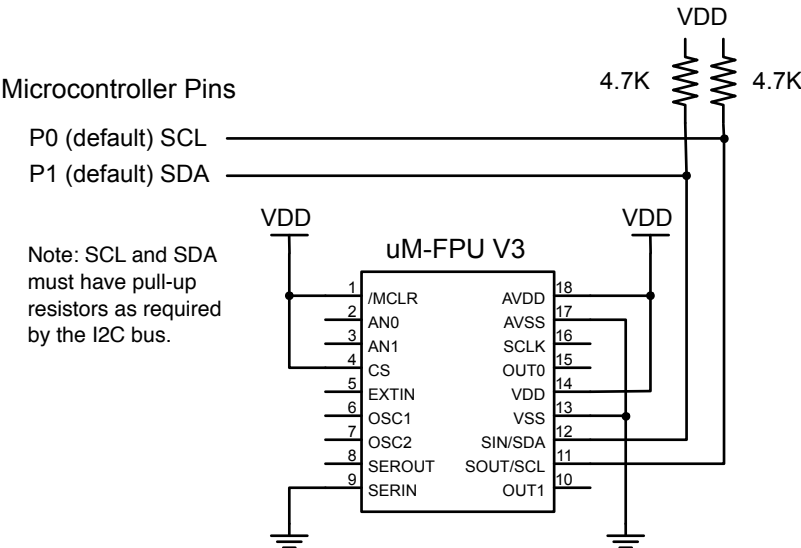 VDD
4.7K
4.7K
Microcontroller Pins
P0 (default) SCL
P1 (default) SDA
Note: SCL and SDA
must have pull-up
resistors as required
by the I2C bus.
VDD
VDD
uM-FPU V3
1 /MCLR AVDD 18
2 AN0 AVSS 17
3 AN1 SCLK 16
4 CS OUT0 15
5 EXTIN VDD 14
6 OSC1 VSS 13
7 OSC2 SIN/SDA 12
8 SEROUT SOUT/SCL 11
9 SERIN OUT1 10